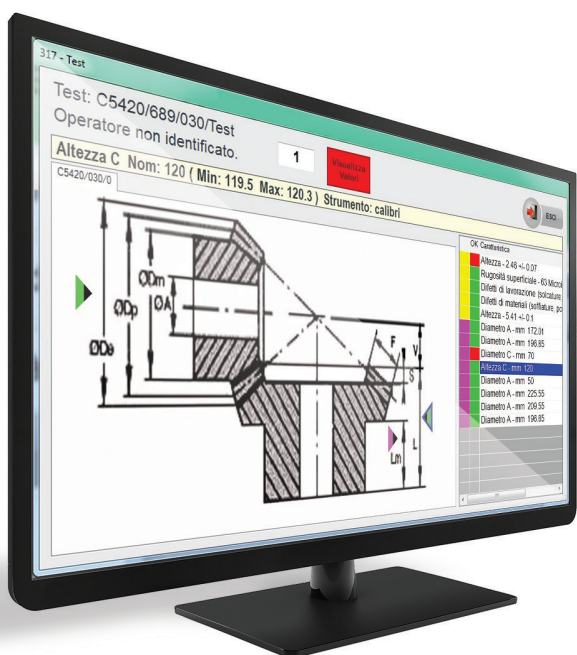 317 - Test
Test: C5420/689/030/Test
Operatore non identificato.
1
Visualizza
Valori
ESCI
Altezza C Nom: 120 ( Min: 119.5 Max: 120.3 ) Strumento: calibri
C5420/030/0
OK Caratteristica
Altezza - 2.46 +/- 0.07
Rugosità superficiale - 63 Microi
Difetti di lavorazione (solcature,
Difetti di materiali (soffiature, po
Altezza - 5.41 +/- 0.1
Diametro A - mm 172.01
Diametro A - mm 196.85
Diametro C - mm 70
Altezza C - mm 120
Diametro A - mm 50
Diametro A - mm 225.55
Diametro A - mm 209.55
Diametro A - mm 196.85
ØDe
ØDp
ØDm
ØA
F
V
S
L
Lm